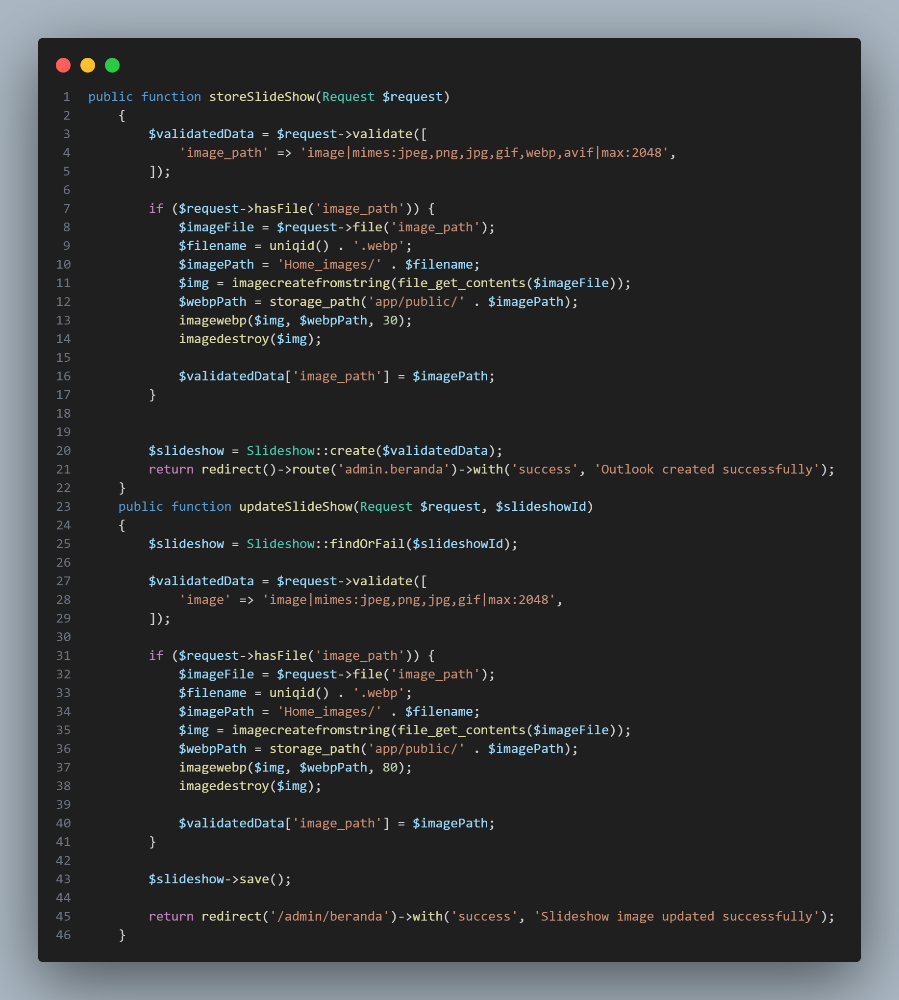 1 public function storeSlideShow(Request $request)
2 {
3 $validatedData = $request->validate([
4 'image_path' => 'image|mimes:jpeg,png,jpg,gif,webp,avif|max:2048',
5 ]);
6
7 if ($request->hasFile('image_path')) {
8 $imageFile = $request->file('image_path');
9 $filename = uniqid() . '.webp';
10 $imagePath = 'Home_images/' . $filename;
11 $img = imagecreatefromstring(file_get_contents($imageFile));
12 $webpPath = storage_path('app/public/' . $imagePath);
13 imagewebp($img, $webpPath, 30);
14 imagedestroy($img);
15
16 $validatedData['image_path'] = $imagePath;
17 }
18
19
20 $slideshow = Slideshow::create($validatedData);
21 return redirect()->route('admin.beranda')->with('success', 'Outlook created successfully');
22 }
23 public function updateSlideShow(Request $request, $slideshowId)
24 {
25 $slideshow = Slideshow::findOrFail($slideshowId);
26
27 $validatedData = $request->validate([
28 'image' => 'image|mimes:jpeg,png,jpg,gif|max:2048',
29 ]);
30
31 if ($request->hasFile('image_path')) {
32 $imageFile = $request->file('image_path');
33 $filename = uniqid() . '.webp';
34 $imagePath = 'Home_images/' . $filename;
35 $img = imagecreatefromstring(file_get_contents($imageFile));
36 $webpPath = storage_path('app/public/' . $imagePath);
37 imagewebp($img, $webpPath, 80);
38 imagedestroy($img);
39
40 $validatedData['image_path'] = $imagePath;
41 }
42
43 $slideshow->save();
44
45 return redirect('/admin/beranda')->with('success', 'Slideshow image updated successfully');
46 }